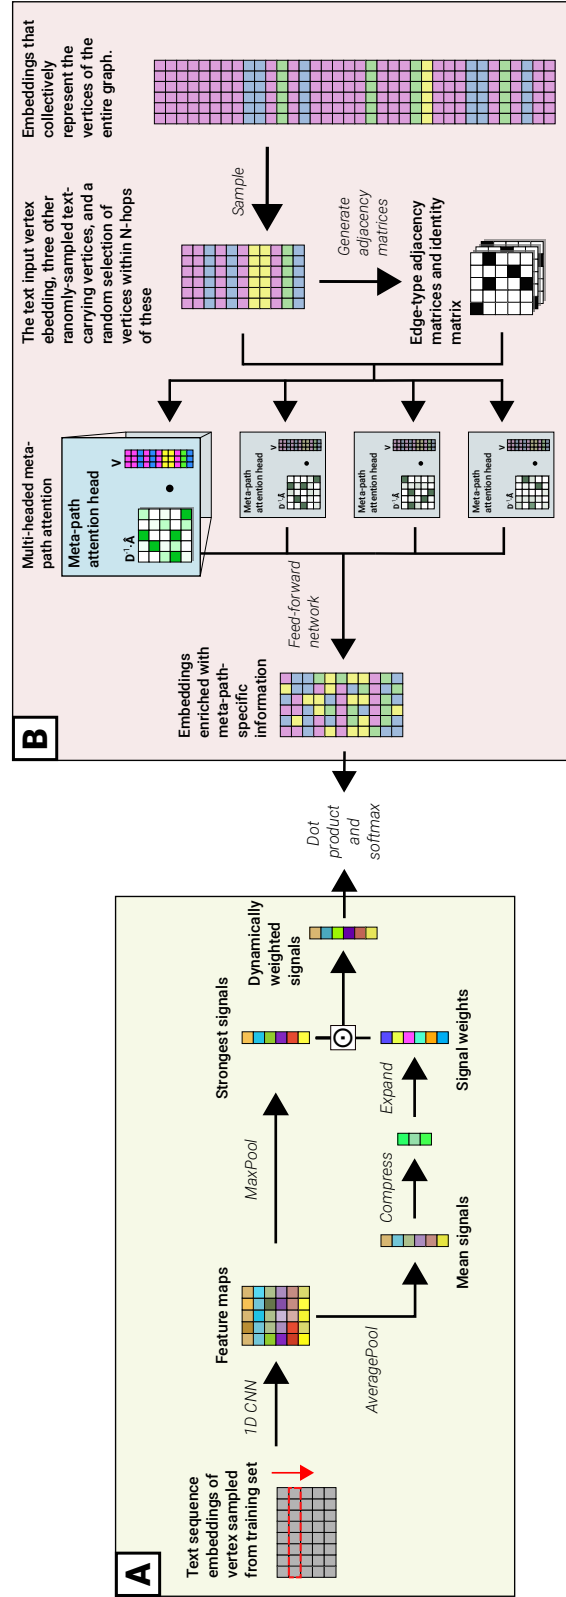 A
Text sequence
embeddings of
vertex sampled
from training set
1D CNN
Feature maps
MaxPool
AveragePool
Mean signals
Compress
Expand
Strongest signals
Signal weights
Dynamically
weighted
signals
Dot
product
and
softmax
B
Embeddings
enriched with
meta-path-
specific
information
Feed-forward
network
Multi-headed meta-
path attention
Meta-path
attention head
D⁻¹·Â
V
Meta-path
attention head
D⁻¹·Â
V
Meta-path
attention head
D⁻¹·Â
V
Meta-path
attention head
D⁻¹·Â
V
The text input vertex
ebedding, three other
ranomly-sampled text-
carrying vertices, and a
random selection of
vertices within N-hops
of these
Sample
Generate
adjacency
matrices
Edge-type adjacency
matrices and identity
matrix
Embeddings that
collectively
represent the
vertices of the
entire graph.